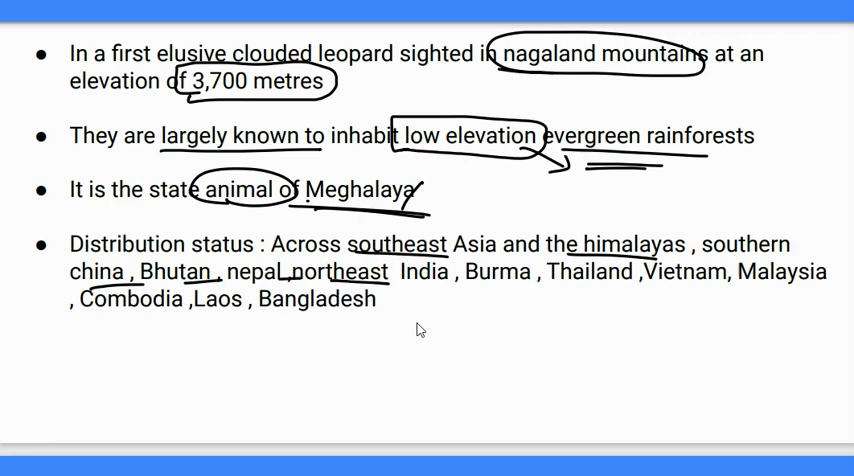 ● In a first elusive clouded leopard sighted in nagaland mountains at an
elevation of 3,700 metres
● They are largely known to inhabit low elevation evergreen rainforests
● It is the state animal of Meghalaya
● Distribution status : Across southeast Asia and the himalayas , southern
china , Bhutan , nepal ,northeast India , Burma , Thailand ,Vietnam, Malaysia
, Combodia ,Laos , Bangladesh